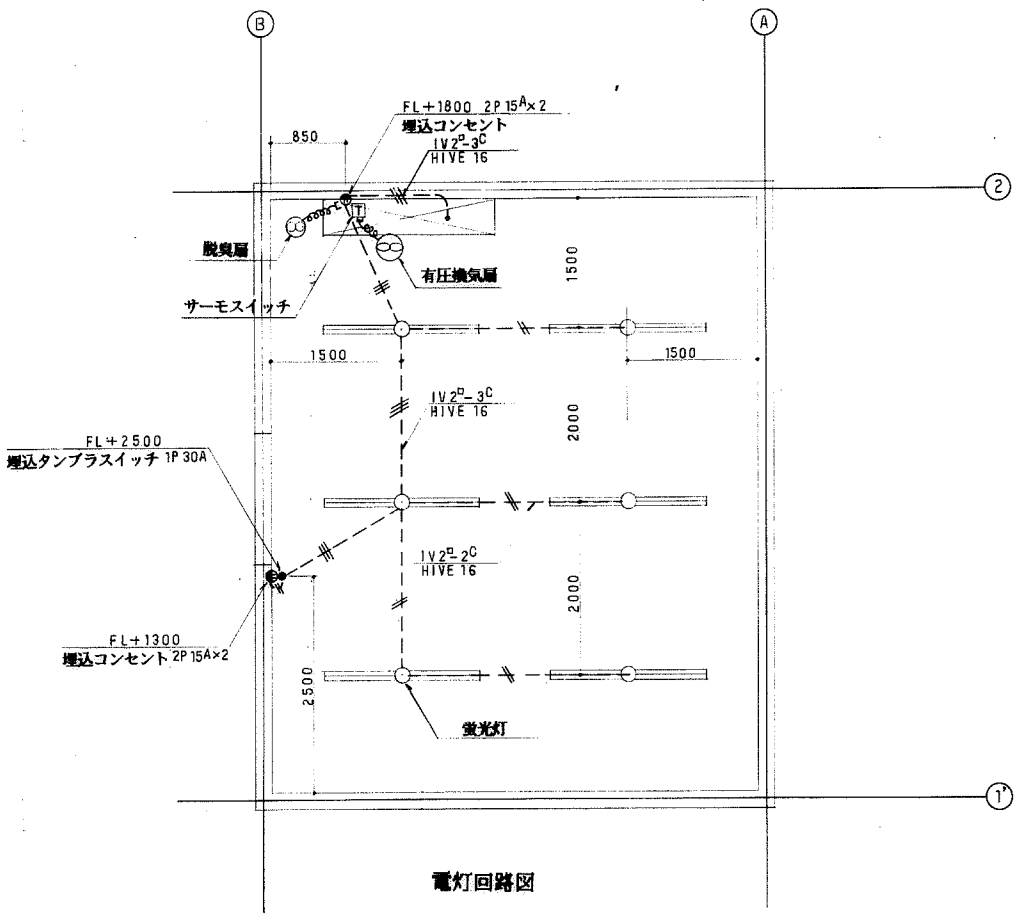 B
A
FL+1800 2P 15A×2
埋込コンセント
850
IV2□-3C
HIVE 16
2
脱臭扇
有圧換気扇
サーモスイッチ
1500
1500
1500
IV2□-3C
HIVE 16
2000
FL+2500
埋込タンブラスイッチ 1P 30A
IV2□-2C
HIVE 16
2000
FL+1300
埋込コンセント 2P 15A×2
2500
蛍光灯
1'
電灯回路図
T